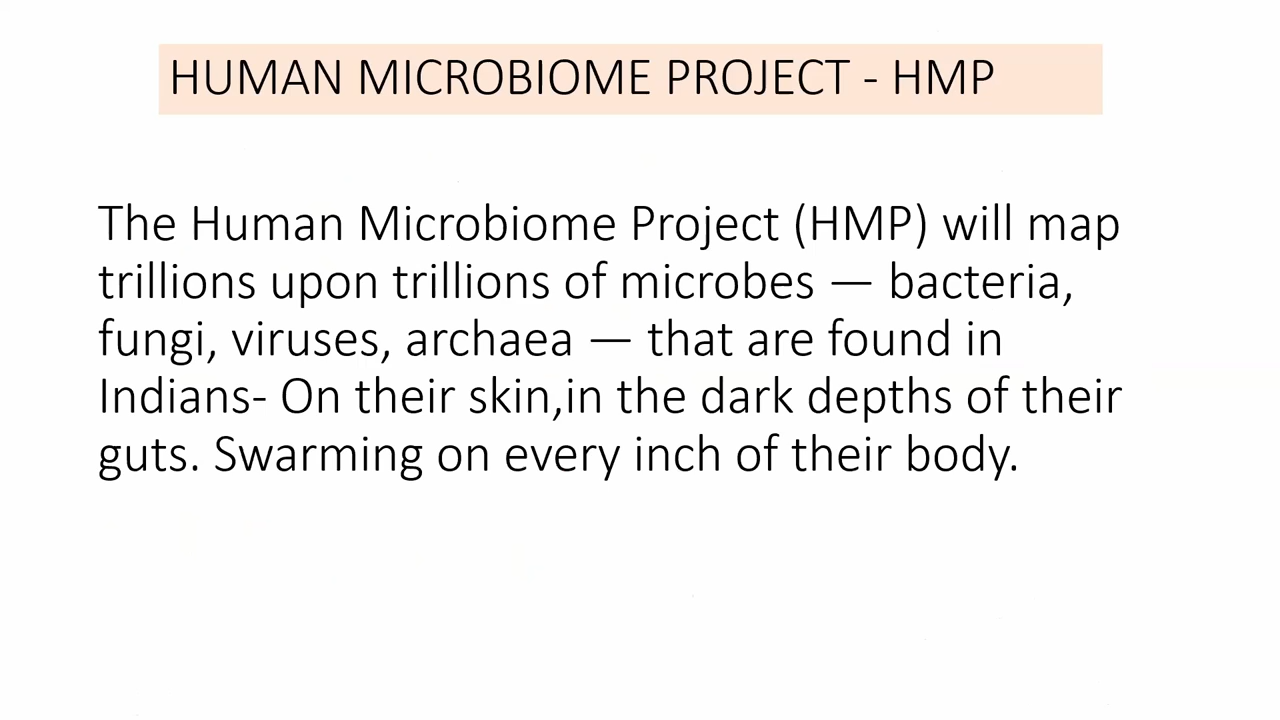 HUMAN MICROBIOME PROJECT - HMP
The Human Microbiome Project (HMP) will map
trillions upon trillions of microbes — bacteria,
fungi, viruses, archaea — that are found in
Indians- On their skin,in the dark depths of their
guts. Swarming on every inch of their body.